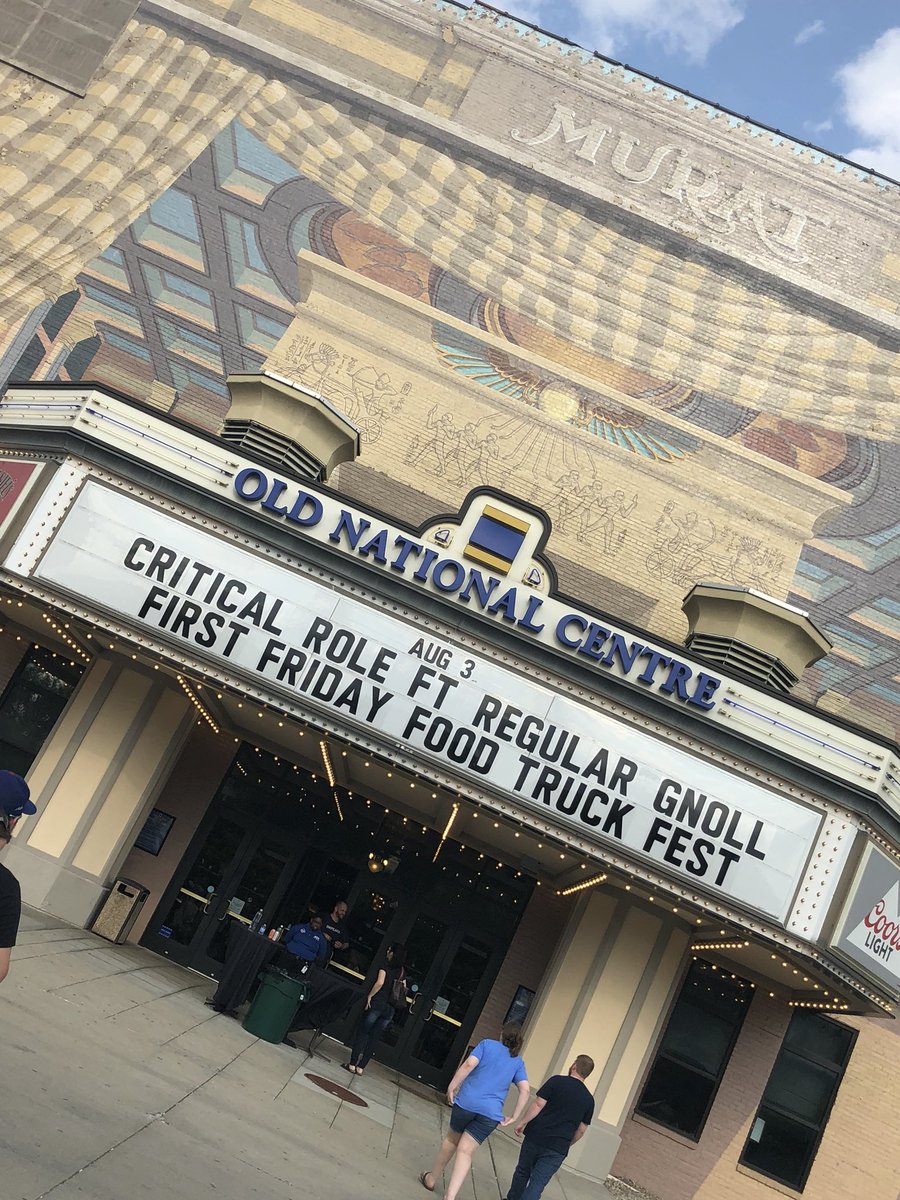 MURAT
OLD NATIONAL CENTRE
AUG 3
CRITICAL ROLE FT REGULAR GNOLL
FIRST FRIDAY FOOD TRUCK FEST
Coors
LIGHT